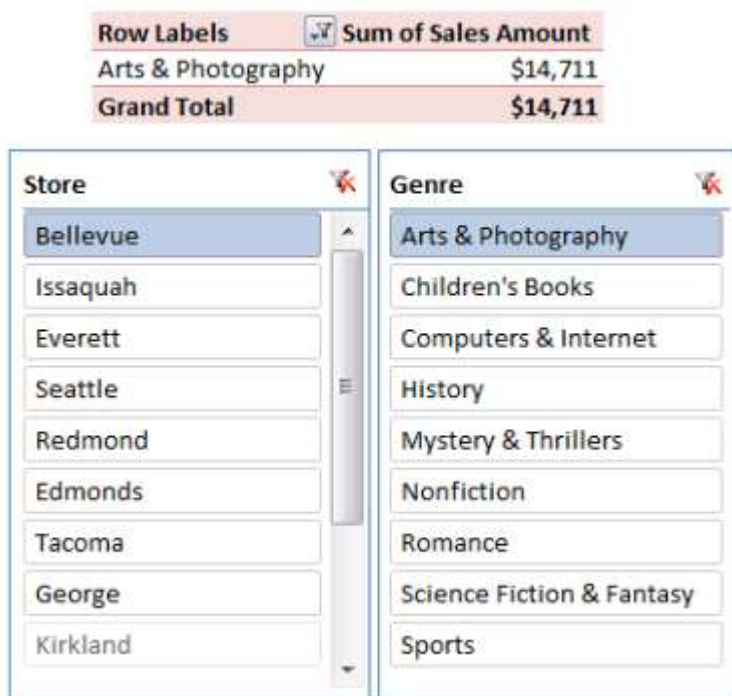 Row Labels Sum of Sales Amount
Arts & Photography $14,711
Grand Total $14,711
Store
Bellevue
Issaquah
Everett
Seattle
Redmond
Edmonds
Tacoma
George
Kirkland
Genre
Arts & Photography
Children's Books
Computers & Internet
History
Mystery & Thrillers
Nonfiction
Romance
Science Fiction & Fantasy
Sports